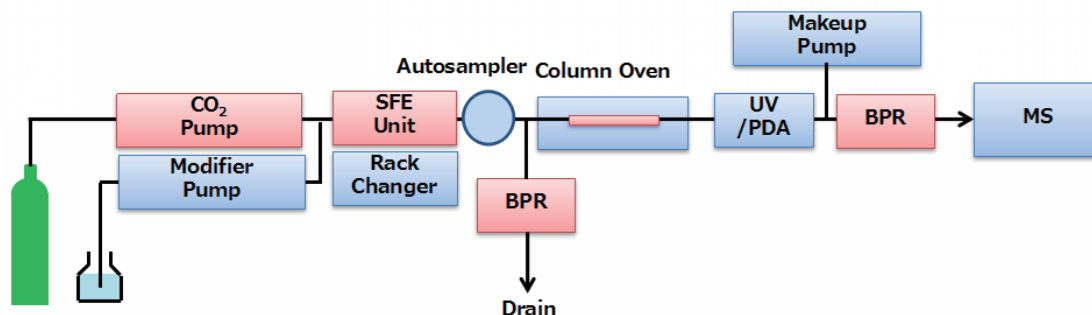 Makeup
Pump
Autosampler
Column Oven
CO₂
Pump
SFE
Unit
UV
/PDA
BPR
MS
Modifier
Pump
Rack
Changer
BPR
Drain